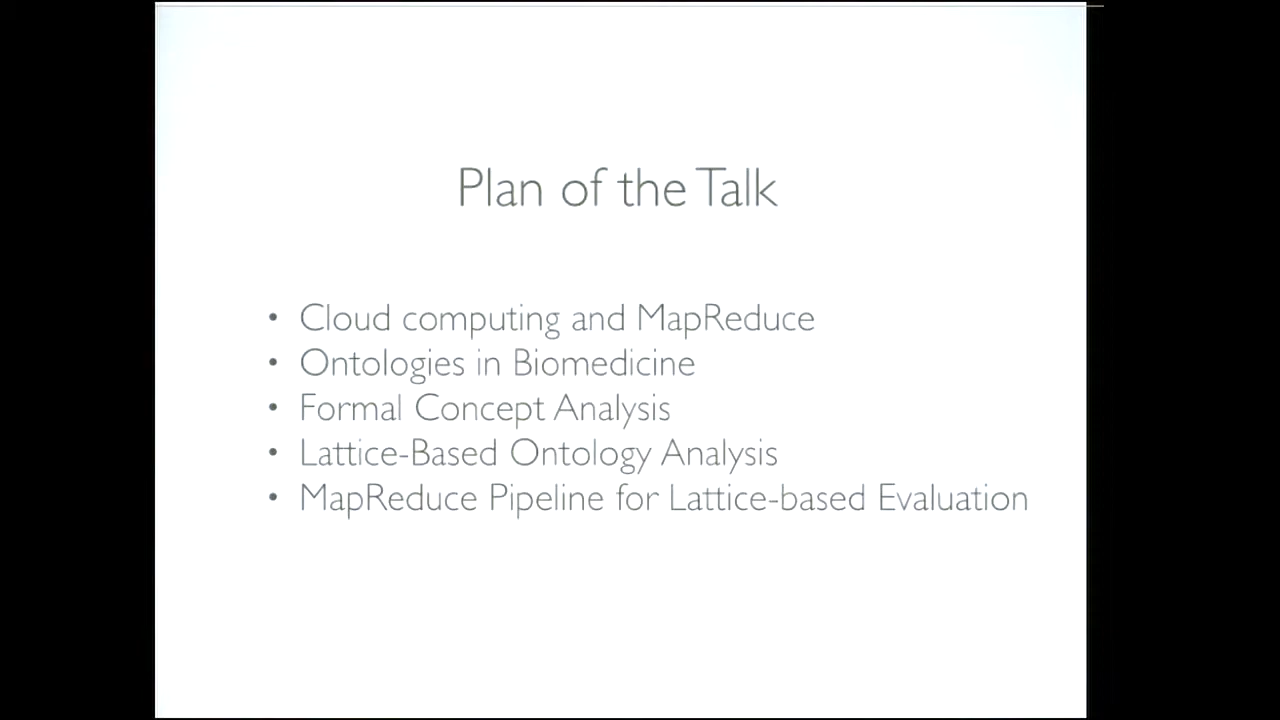 Plan of the Talk
• Cloud computing and MapReduce
• Ontologies in Biomedicine
• Formal Concept Analysis
• Lattice-Based Ontology Analysis
• MapReduce Pipeline for Lattice-based Evaluation